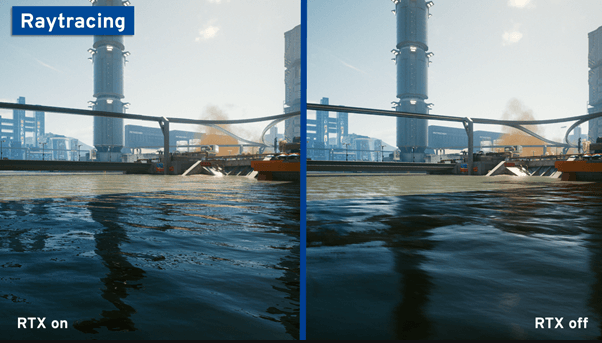 Raytracing
RTX on
RTX off